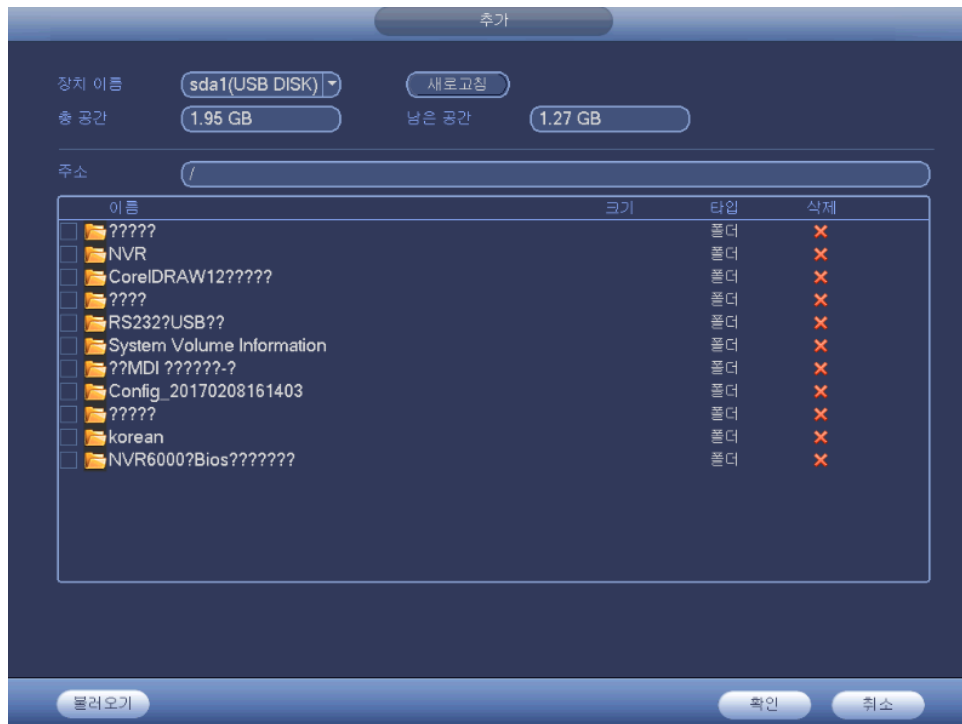 추가
장치 이름 sda1(USB DISK) 새로고침
총 공간 1.95 GB 남은 공간 1.27 GB
주소 /
이름 크기 타입 삭제
????? 폴더
NVR 폴더
CorelDRAW12????? 폴더
???? 폴더
RS232?USB?? 폴더
System Volume Information 폴더
??MDI ??????-? 폴더
Config_20170208161403 폴더
????? 폴더
korean 폴더
NVR6000?Bios??????? 폴더
불러오기 확인 취소